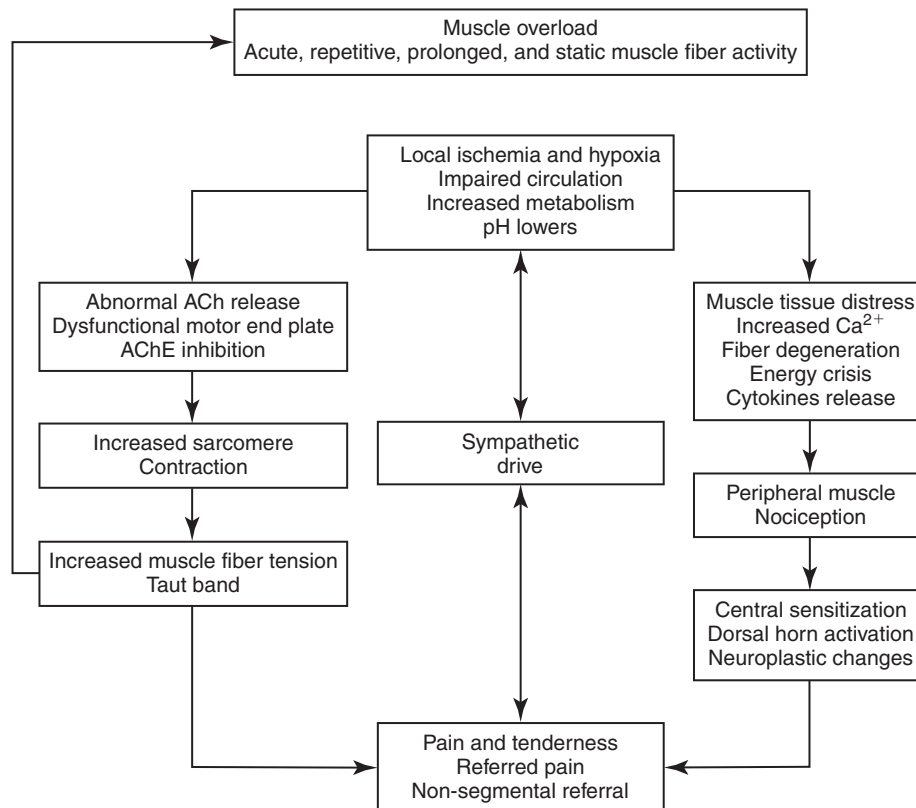 Muscle overload
Acute, repetitive, prolonged, and static muscle fiber activity
Local ischemia and hypoxia
Impaired circulation
Increased metabolism
pH lowers
Abnormal ACh release
Dysfunctional motor end plate
AChE inhibition
Muscle tissue distress
Increased Ca²⁺
Fiber degeneration
Energy crisis
Cytokines release
Increased sarcomere
Contraction
Sympathetic
drive
Peripheral muscle
Nociception
Increased muscle fiber tension
Taut band
Central sensitization
Dorsal horn activation
Neuroplastic changes
Pain and tenderness
Referred pain
Non-segmental referral